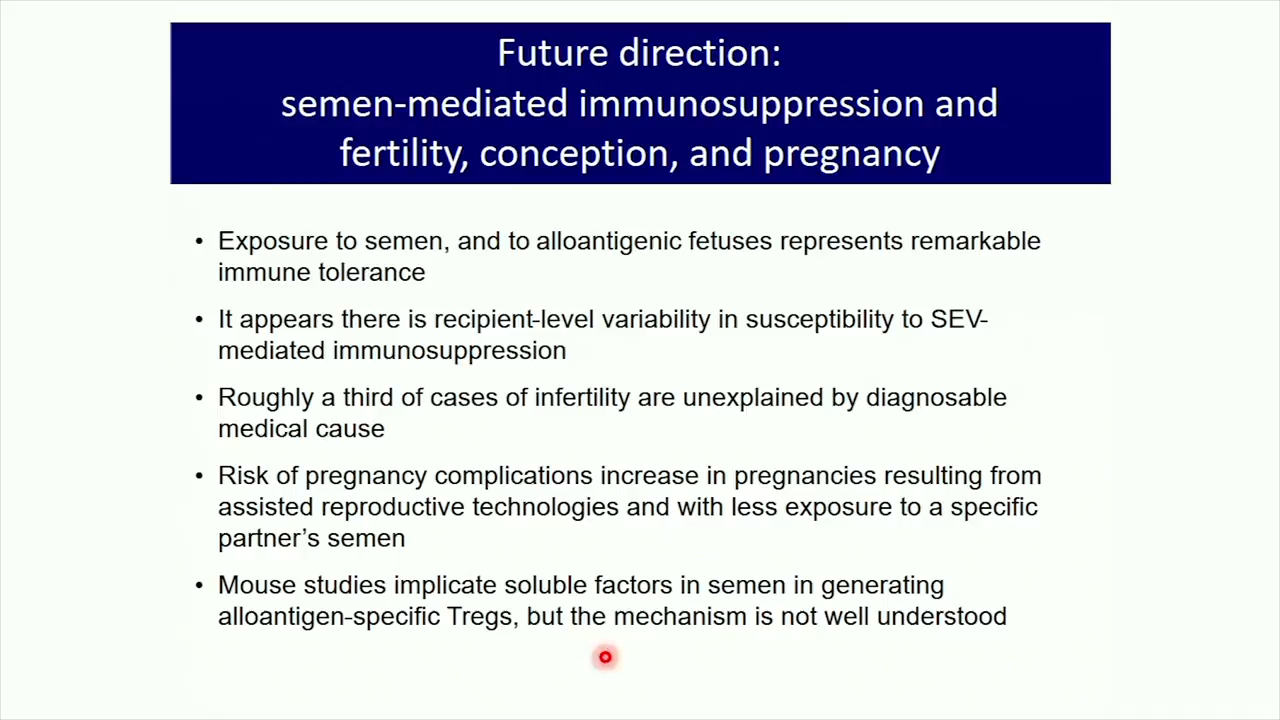 Future direction:
semen-mediated immunosuppression and
fertility, conception, and pregnancy
• Exposure to semen, and to alloantigenic fetuses represents remarkable
immune tolerance
• It appears there is recipient-level variability in susceptibility to SEV-
mediated immunosuppression
• Roughly a third of cases of infertility are unexplained by diagnosable
medical cause
• Risk of pregnancy complications increase in pregnancies resulting from
assisted reproductive technologies and with less exposure to a specific
partner’s semen
• Mouse studies implicate soluble factors in semen in generating
alloantigen-specific Tregs, but the mechanism is not well understood